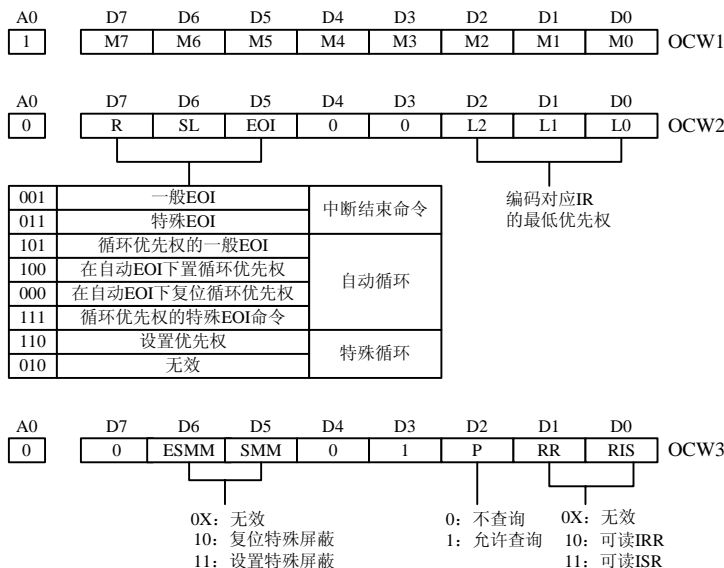 A0 D7 D6 D5 D4 D3 D2 D1 D0
1 M7 M6 M5 M4 M3 M2 M1 M0 OCW1
A0 D7 D6 D5 D4 D3 D2 D1 D0
0 R SL EOI 0 0 L2 L1 L0 OCW2
编码对应IR
的最低优先权
001 一般EOI 中断结束命令
011 特殊EOI
101 循环优先权的一般EOI 自动循环
100 在自动EOI下置循环优先权
000 在自动EOI下复位循环优先权
111 循环优先权的特殊EOI命令
110 设置优先权 特殊循环
010 无效
A0 D7 D6 D5 D4 D3 D2 D1 D0
0 0 ESMM SMM 0 1 P RR RIS OCW3
0X：无效 0：不查询 0X：无效
10：复位特殊屏蔽 1：允许查询 10：可读IRR
11：设置特殊屏蔽 11：可读ISR